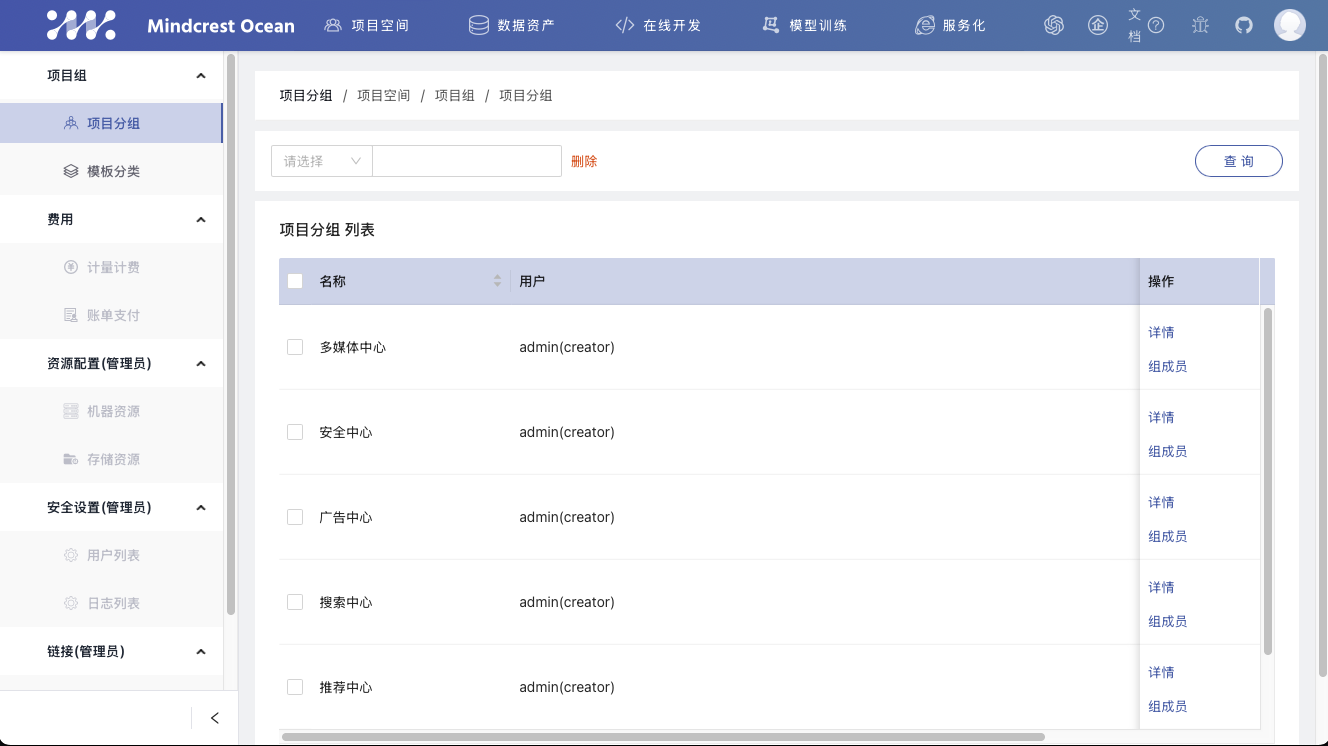 Mindcrest Ocean 项目空间 数据资产 在线开发 模型训练 服务化 企 文档
项目组
项目分组
模板分类
费用
计量计费
账单支付
资源配置(管理员)
机器资源
存储资源
安全设置(管理员)
用户列表
日志列表
链接(管理员)
项目分组 / 项目空间 / 项目组 / 项目分组
请选择 删除 查 询
项目分组 列表
名称 用户 操作
多媒体中心 admin(creator) 详情
组成员
安全中心 admin(creator) 详情
组成员
广告中心 admin(creator) 详情
组成员
搜索中心 admin(creator) 详情
组成员
推荐中心 admin(creator) 详情
组成员